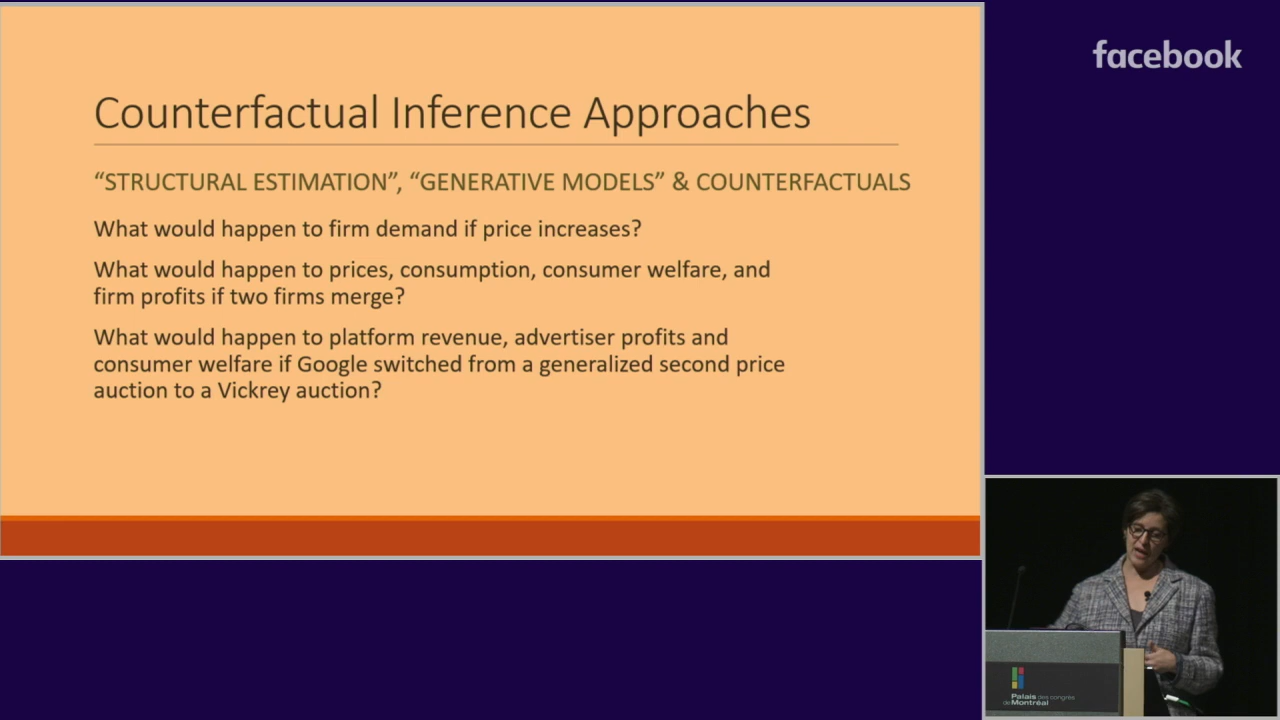 facebook
Counterfactual Inference Approaches
“STRUCTURAL ESTIMATION”, “GENERATIVE MODELS” & COUNTERFACTUALS
What would happen to firm demand if price increases?
What would happen to prices, consumption, consumer welfare, and
firm profits if two firms merge?
What would happen to platform revenue, advertiser profits and
consumer welfare if Google switched from a generalized second price
auction to a Vickrey auction?
Palais des congrès
de Montréal